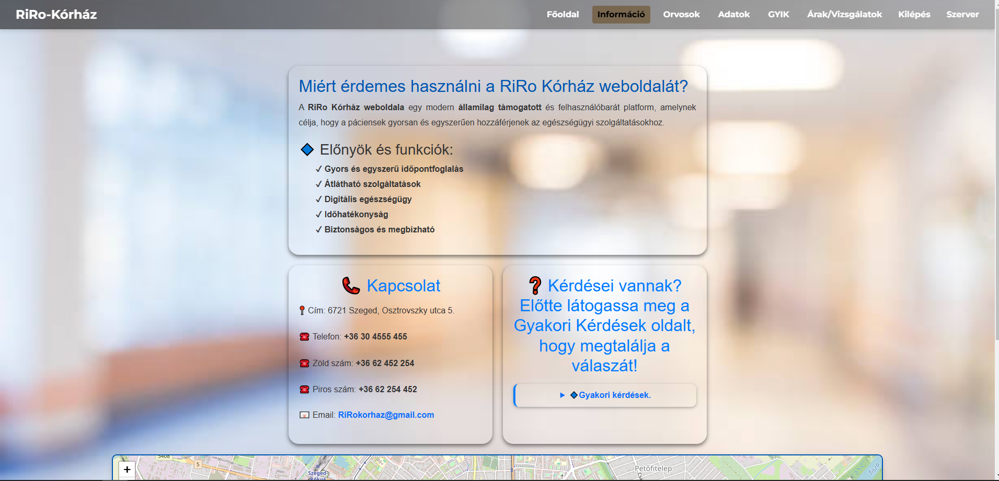 RiRo-Kórház
Főoldal Információ Orvosok Adatok GYIK Árak/Vizsgálatok Kilépés Szerver
Miért érdemes használni a RiRo Kórház weboldalát?
A RiRo Kórház weboldala egy modern államilag támogatott és felhasználóbarát platform, amelynek
célja, hogy a páciensek gyorsan és egyszerűen hozzáférjenek az egészségügyi szolgáltatásokhoz.
Előnyök és funkciók:
✓ Gyors és egyszerű időpontfoglalás
✓ Átlátható szolgáltatások
✓ Digitális egészségügy
✓ Időhatékonyság
✓ Biztonságos és megbízható
Kapcsolat
Cím: 6721 Szeged, Osztrovszky utca 5.
Telefon: +36 30 4555 455
Zöld szám: +36 62 452 254
Piros szám: +36 62 254 452
Email: RiRokorhaz@gmail.com
❓ Kérdései vannak?
Előtte látogassa meg a
Gyakori Kérdések oldalt,
hogy megtalálja a
válaszát!
Gyakori kérdések.
+
5408
5
Szeged-
Rókus
Petőfitelep
Tisza